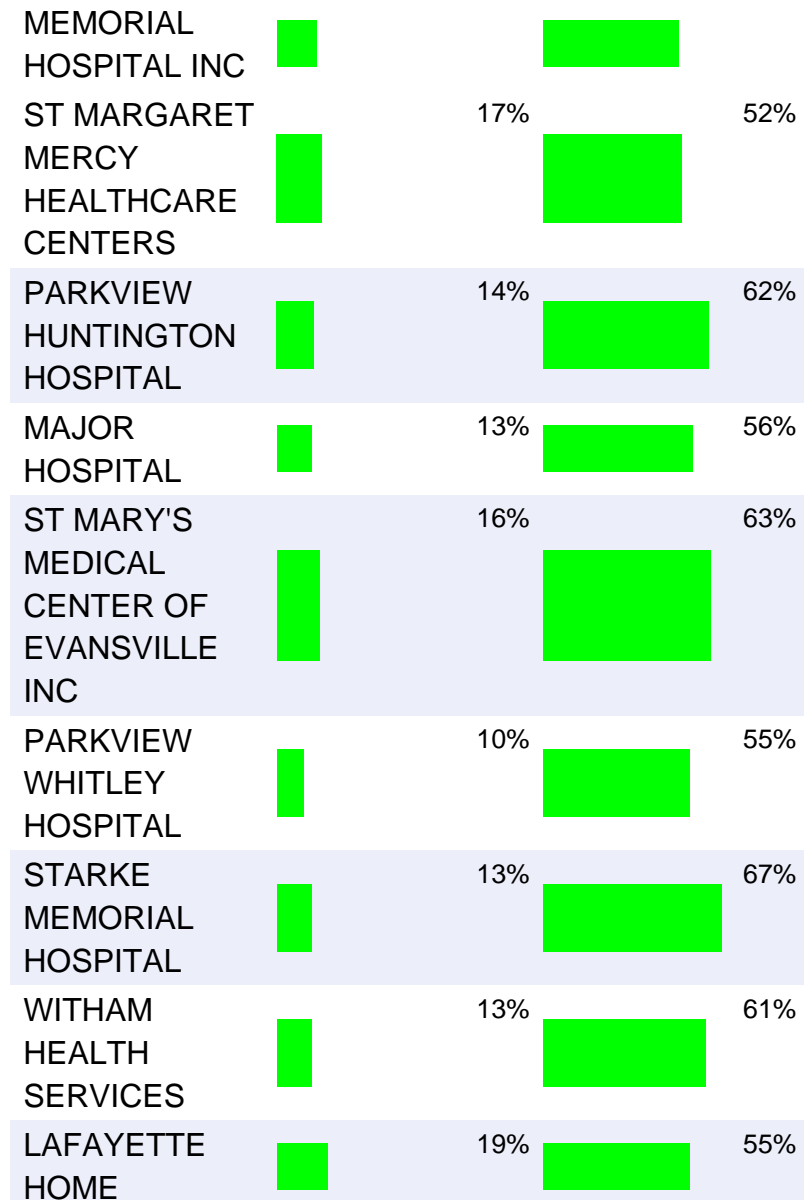 MEMORIAL
HOSPITAL INC
ST MARGARET 17% 52%
MERCY
HEALTHCARE
CENTERS
PARKVIEW 14% 62%
HUNTINGTON
HOSPITAL
MAJOR 13% 56%
HOSPITAL
ST MARY'S 16% 63%
MEDICAL
CENTER OF
EVANSVILLE
INC
PARKVIEW 10% 55%
WHITLEY
HOSPITAL
STARKE 13% 67%
MEMORIAL
HOSPITAL
WITHAM 13% 61%
HEALTH
SERVICES
LAFAYETTE 19% 55%
HOME